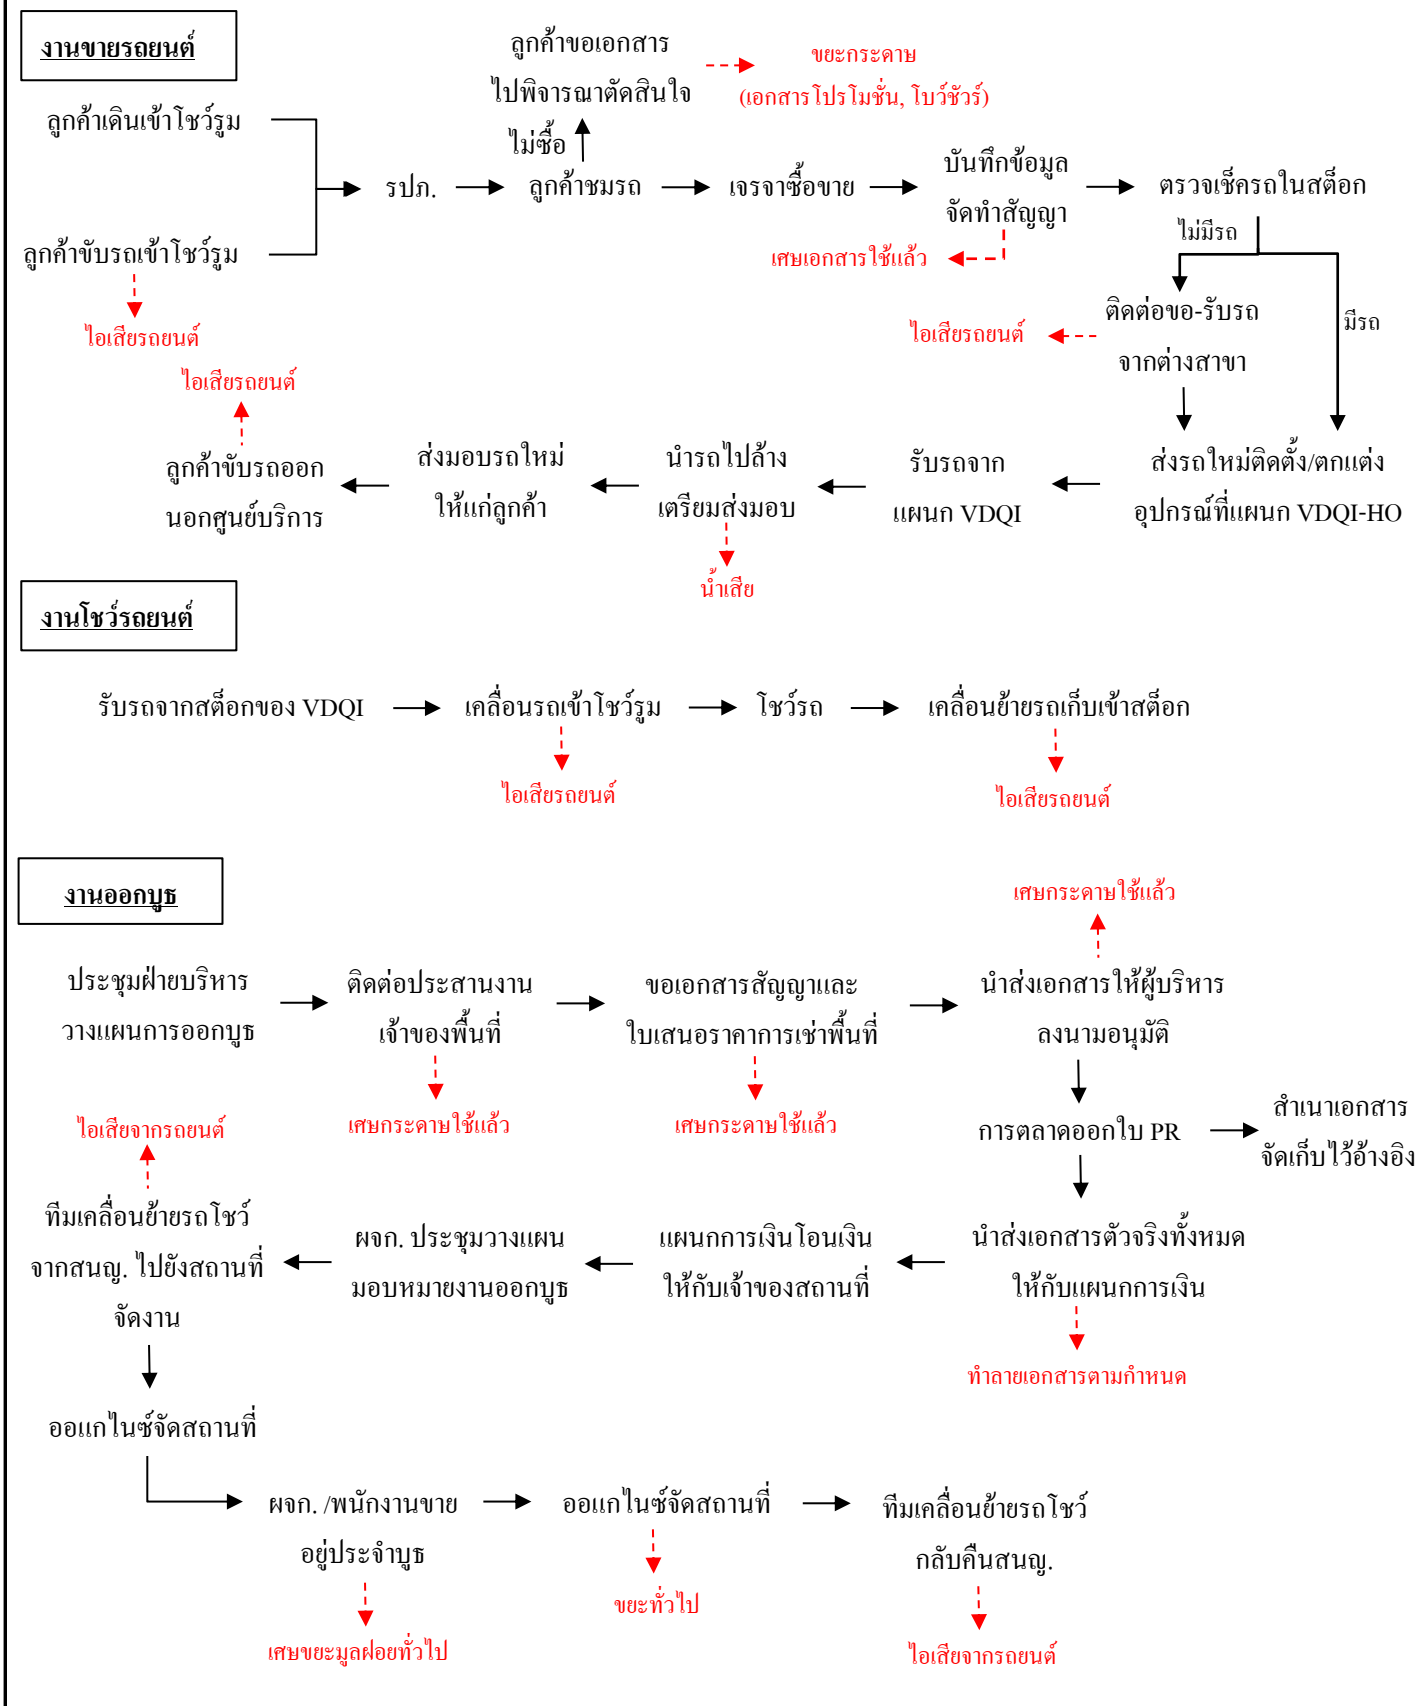 งานขายรถยนต์
ลูกค้าขอเอกสาร
ไปพิจารณาตัดสินใจ
ขยะกระดาษ
(เอกสารโปรโมชั่น, โบว์ชัวร์)
ลูกค้าเดินเข้าโชว์รูม
ไม่ซื้อ
รปภ.
ลูกค้าชมรถ
เจรจาซื้อขาย
บันทึกข้อมูล
จัดทำสัญญา
ตรวจเช็ครถในสต็อก
ไม่มีรถ
ลูกค้าขับรถเข้าโชว์รูม
เศษเอกสารใช้แล้ว
ไอเสียรถยนต์
ไอเสียรถยนต์
ติดต่อขอ-รับรถ
จากต่างสาขา
มีรถ
ไอเสียรถยนต์
ลูกค้าขับรถออก
นอกศูนย์บริการ
ส่งมอบรถใหม่
ให้แก่ลูกค้า
นำรถไปล้าง
เตรียมส่งมอบ
รับรถจาก
แผนก VDQI
ส่งรถใหม่ติดตั้ง/ตกแต่ง
อุปกรณ์ที่แผนก VDQI-HO
น้ำเสีย
งานโชว์รถยนต์
รับรถจากสต็อกของ VDQI
เคลื่อนรถเข้าโชว์รูม
โชว์รถ
เคลื่อนย้ายรถเก็บเข้าสต็อก
ไอเสียรถยนต์
ไอเสียรถยนต์
งานออกบูธ
เศษกระดาษใช้แล้ว
ประชุมฝ่ายบริหาร
วางแผนการออกบูธ
ติดต่อประสานงาน
เจ้าของพื้นที่
ขอเอกสารสัญญาและ
ใบเสนอราคาการเช่าพื้นที่
นำส่งเอกสารให้ผู้บริหาร
ลงนามอนุมัติ
ไอเสียจากรถยนต์
เศษกระดาษใช้แล้ว
เศษกระดาษใช้แล้ว
การตลาดออกใบ PR
สำเนาเอกสาร
จัดเก็บไว้อ้างอิง
ทีมเคลื่อนย้ายรถโชว์
จากสนญ. ไปยังสถานที่
จัดงาน
ผจก. ประชุมวางแผน
มอบหมายงานออกบูธ
แผนกการเงินโอนเงิน
ให้กับเจ้าของสถานที่
นำส่งเอกสารตัวจริงทั้งหมด
ให้กับแผนกการเงิน
ทำลายเอกสารตามกำหนด
ออแกไนซ์จัดสถานที่
ผจก. /พนักงานขาย
อยู่ประจำบูธ
ออแกไนซ์จัดสถานที่
ทีมเคลื่อนย้ายรถโชว์
กลับคืนสนญ.
ขยะทั่วไป
เศษขยะมูลฝอยทั่วไป
ไอเสียจากรถยนต์